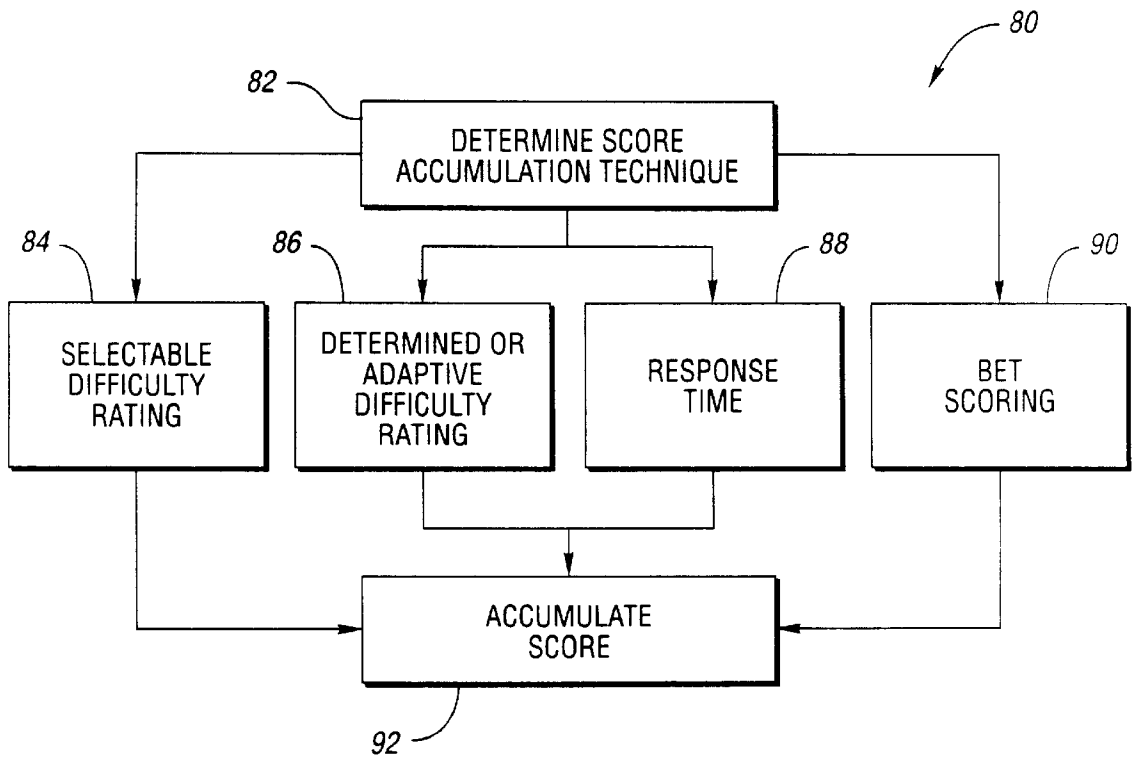 80
82
DETERMINE SCORE
ACCUMULATION TECHNIQUE
84
86
88
90
SELECTABLE
DIFFICULTY
RATING
DETERMINED OR
ADAPTIVE
DIFFICULTY
RATING
RESPONSE
TIME
BET
SCORING
ACCUMULATE
SCORE
92